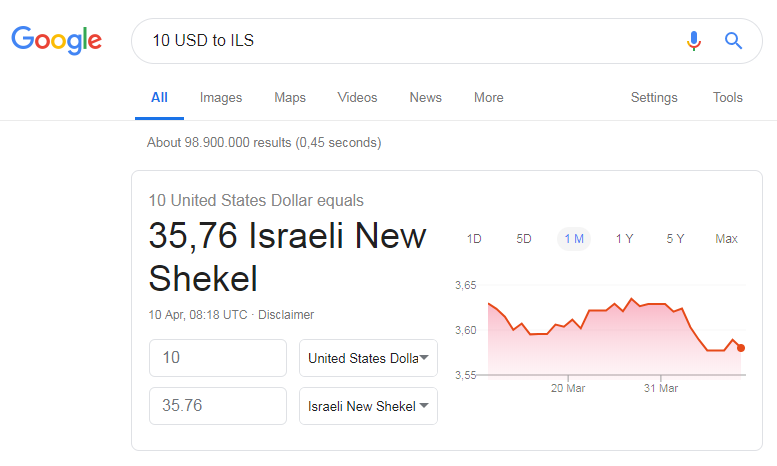 Google
10 USD to ILS
All Images Maps Videos News More Settings Tools
About 98.900.000 results (0,45 seconds)
10 United States Dollar equals
35,76 Israeli New
Shekel
10 Apr, 08:18 UTC · Disclaimer
10 United States Dolla
35.76 Israeli New Shekel
1D 5D 1 M 1 Y 5 Y Max
3,65
3,60
3,55
20 Mar 31 Mar